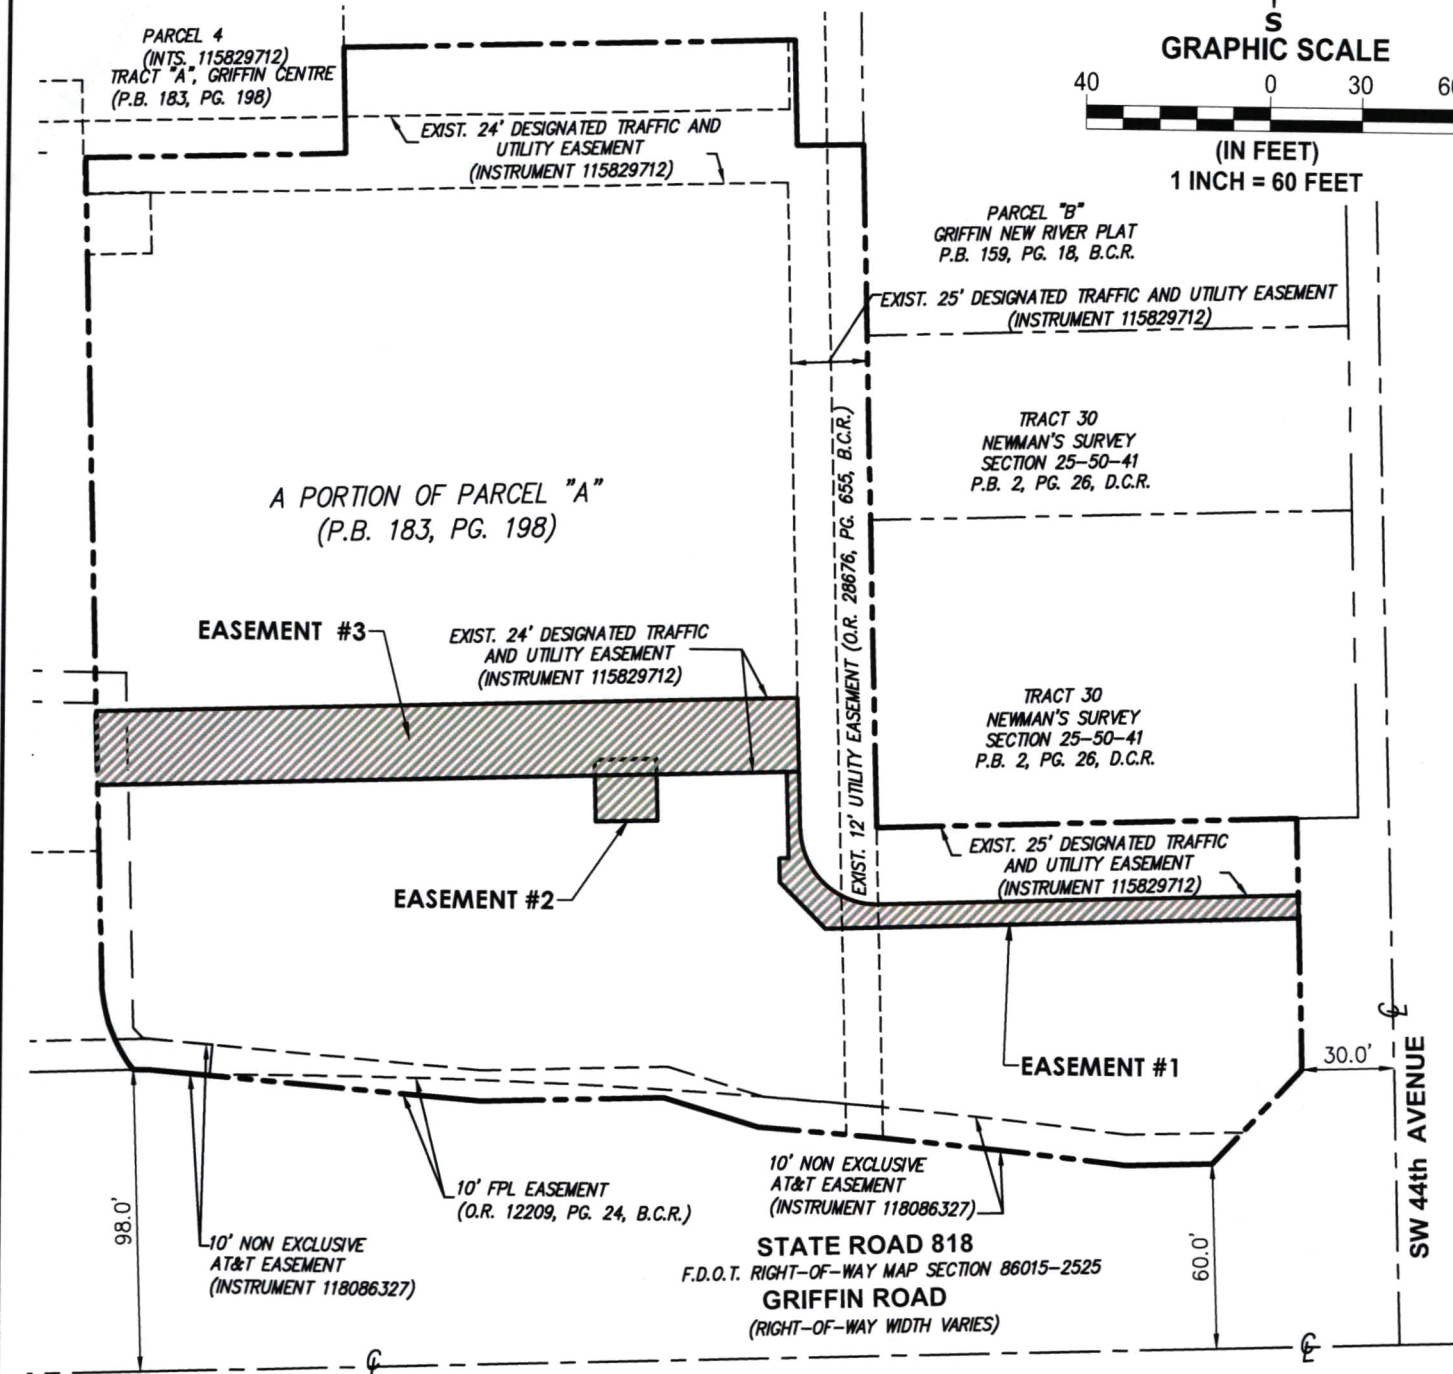 S
GRAPHIC SCALE
40 0 30
(IN FEET)
1 INCH = 60 FEET
PARCEL 4
(INTS. 115829712)
TRACT "A", GRIFFIN CENTRE
(P.B. 183, PG. 198)
EXIST. 24' DESIGNATED TRAFFIC AND
UTILITY EASEMENT
(INSTRUMENT 115829712)
PARCEL "B"
GRIFFIN NEW RIVER PLAT
P.B. 159, PG. 18, B.C.R.
EXIST. 25' DESIGNATED TRAFFIC AND UTILITY EASEMENT
(INSTRUMENT 115829712)
TRACT 30
NEWMAN'S SURVEY
SECTION 25-50-41
P.B. 2, PG. 26, D.C.R.
A PORTION OF PARCEL "A"
(P.B. 183, PG. 198)
EXIST. 12' UTILITY EASEMENT (O.R. 28676, PG. 655, B.C.R.)
EASEMENT #3
EXIST. 24' DESIGNATED TRAFFIC
AND UTILITY EASEMENT
(INSTRUMENT 115829712)
TRACT 30
NEWMAN'S SURVEY
SECTION 25-50-41
P.B. 2, PG. 26, D.C.R.
EXIST. 25' DESIGNATED TRAFFIC
AND UTILITY EASEMENT
(INSTRUMENT 115829712)
EASEMENT #2
EASEMENT #1
30.0'
SW 44th AVENUE
10' NON EXCLUSIVE
AT&T EASEMENT
(INSTRUMENT 118086327)
10' FPL EASEMENT
(O.R. 12209, PG. 24, B.C.R.)
98.0'
10' NON EXCLUSIVE
AT&T EASEMENT
(INSTRUMENT 118086327)
60.0'
STATE ROAD 818
F.D.O.T. RIGHT-OF-WAY MAP SECTION 86015-2525
GRIFFIN ROAD
(RIGHT-OF-WAY WIDTH VARIES)